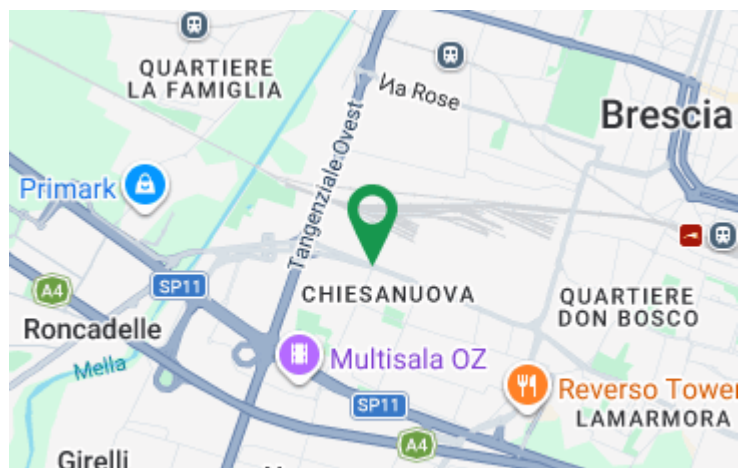 QUARTIERE
LA FAMIGLIA
Via Rose
Brescia
Primark
Tangenziale Ovest
A4
SP11
CHIESANUOVA
QUARTIERE
DON BOSCO
Roncadelle
Mella
Multisala OZ
SP11
Reverso Tower
LAMARMORA
A4
Girelli